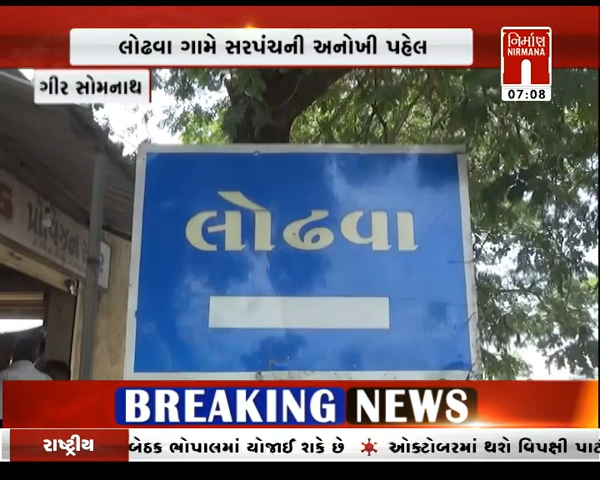 લોઢવા ગામે સરપંચની અનોખી પહેલ
નિર્માણ
NIRMANA
07:08
ગીર સોમનાથ
પ્રોવિઝન
લોઢવા
BREAKING NEWS
રાષ્ટ્રીય
બેઠક ભોપાલમાં યોજાઈ શકે છે
ઓક્ટોબરમાં થશે વિપક્ષી પાર્ટી